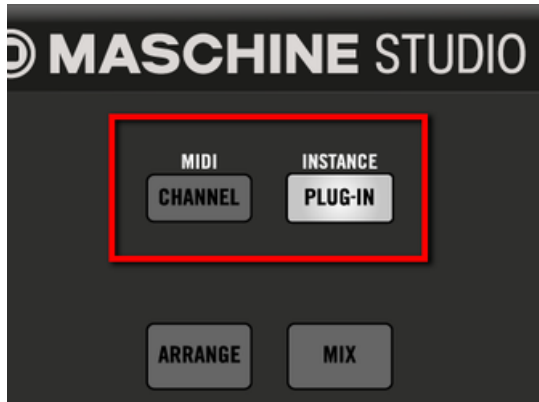 MASCHINE STUDIO
MIDI INSTANCE
CHANNEL PLUG-IN
ARRANGE MIX